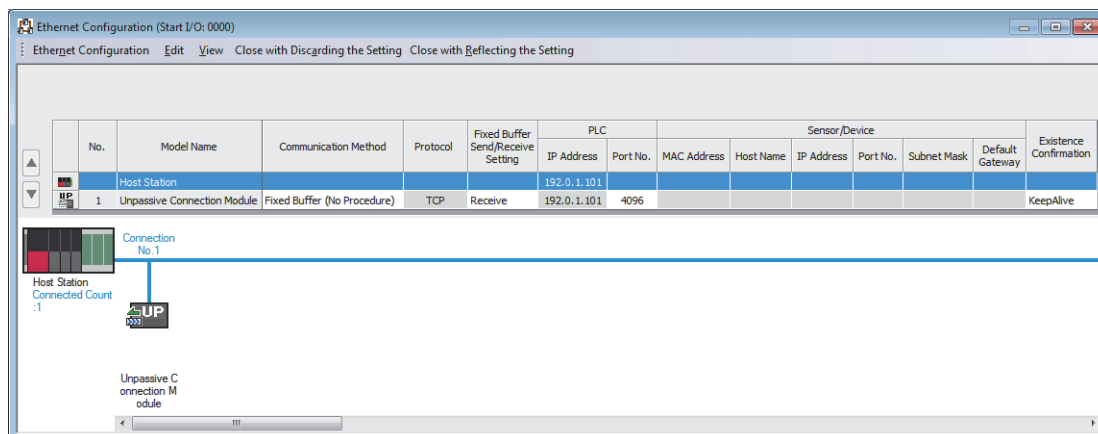 Ethernet Configuration (Start I/O: 0000)
Ethernet Configuration Edit View Close with Discarding the Setting Close with Reflecting the Setting
No. Model Name Communication Method Protocol Fixed Buffer Send/Receive Setting PLC Sensor/Device Existence Confirmation
IP Address Port No. MAC Address Host Name IP Address Port No. Subnet Mask Default Gateway
Host Station 192.0.1.101
UP 1 Unpassive Connection Module Fixed Buffer (No Procedure) TCP Receive 192.0.1.101 4096 KeepAlive
Connection
No.1
Host Station
Connected Count
:1
UP
Unpassive C
onnection M
odule